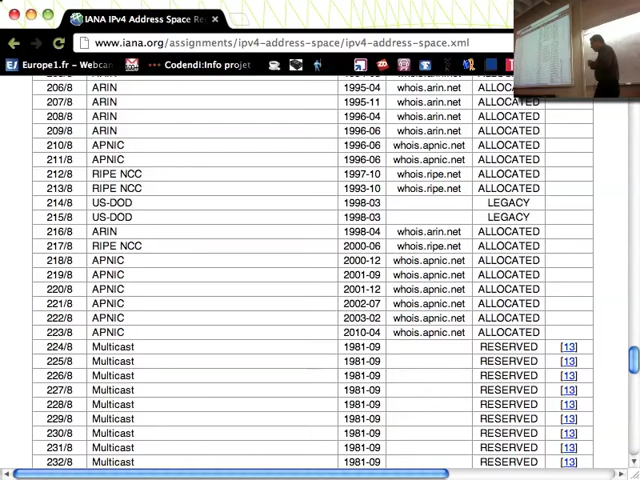 IANA IPv4 Address Space Re
www.iana.org/assignments/ipv4-address-space/ipv4-address-space.xml
Europe1.fr – Webcam 100+ Codendi:Info projet
206/8 ARIN 1995-04 whois.arin.net ALLOCATED
207/8 ARIN 1995-11 whois.arin.net ALLOCATED
208/8 ARIN 1996-04 whois.arin.net ALLOCATED
209/8 ARIN 1996-06 whois.arin.net ALLOCATED
210/8 APNIC 1996-06 whois.apnic.net ALLOCATED
211/8 APNIC 1996-06 whois.apnic.net ALLOCATED
212/8 RIPE NCC 1997-10 whois.ripe.net ALLOCATED
213/8 RIPE NCC 1993-10 whois.ripe.net ALLOCATED
214/8 US-DOD 1998-03 LEGACY
215/8 US-DOD 1998-03 LEGACY
216/8 ARIN 1998-04 whois.arin.net ALLOCATED
217/8 RIPE NCC 2000-06 whois.ripe.net ALLOCATED
218/8 APNIC 2000-12 whois.apnic.net ALLOCATED
219/8 APNIC 2001-09 whois.apnic.net ALLOCATED
220/8 APNIC 2001-12 whois.apnic.net ALLOCATED
221/8 APNIC 2002-07 whois.apnic.net ALLOCATED
222/8 APNIC 2003-02 whois.apnic.net ALLOCATED
223/8 APNIC 2010-04 whois.apnic.net ALLOCATED
224/8 Multicast 1981-09 RESERVED [13]
225/8 Multicast 1981-09 RESERVED [13]
226/8 Multicast 1981-09 RESERVED [13]
227/8 Multicast 1981-09 RESERVED [13]
228/8 Multicast 1981-09 RESERVED [13]
229/8 Multicast 1981-09 RESERVED [13]
230/8 Multicast 1981-09 RESERVED [13]
231/8 Multicast 1981-09 RESERVED [13]
232/8 Multicast 1981-09 RESERVED [13]